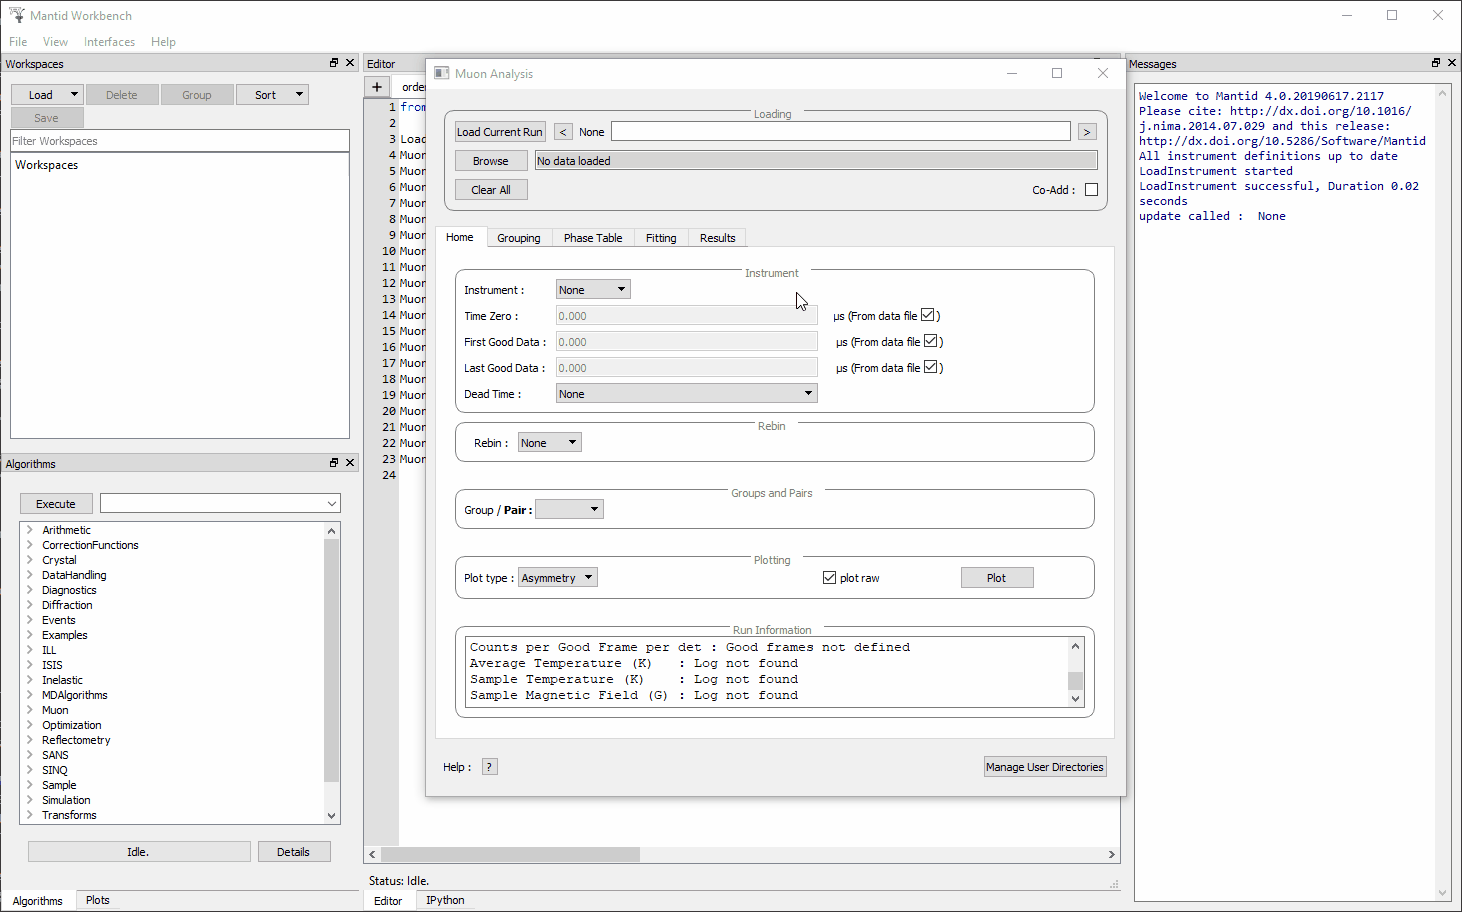 Mantid Workbench
File View Interfaces Help
Workspaces
Load Delete Group Sort
Save
Filter Workspaces
Workspaces
Algorithms
Execute
Arithmetic
CorrectionFunctions
Crystal
DataHandling
Diagnostics
Diffraction
Events
Examples
ILL
ISIS
Inelastic
MDAlgorithms
Muon
Optimization
Reflectometry
SANS
SINQ
Sample
Simulation
Transforms
Idle. Details
Algorithms Plots
Editor
+
1 from
2
3 Load
4 Muor
5 Muor
6 Muor
7 Muor
8 Muor
9 Muor
10 Muor
11 Muor
12 Muor
13 Muor
14 Muor
15 Muor
16 Muor
17 Muor
18 Muor
19 Muor
20 Muor
21 Muor
22 Muor
23 Muor
24
Status: Idle.
Editor IPython
Muon Analysis
Loading
Load Current Run < None >
Browse No data loaded
Clear All Co-Add :
Home Grouping Phase Table Fitting Results
Instrument
Instrument : None
Time Zero : 0.000 μs (From data file )
First Good Data : 0.000 μs (From data file )
Last Good Data : 0.000 μs (From data file )
Dead Time : None
Rebin
Rebin : None
Groups and Pairs
Group / Pair :
Plotting
Plot type : Asymmetry plot raw Plot
Run Information
Counts per Good Frame per det : Good frames not defined
Average Temperature (K) : Log not found
Sample Temperature (K) : Log not found
Sample Magnetic Field (G) : Log not found
Help : ? Manage User Directories
Messages
Welcome to Mantid 4.0.20190617.2117
Please cite: http://dx.doi.org/10.1016/
j.nima.2014.07.029 and this release:
http://dx.doi.org/10.5286/Software/Mantid
All instrument definitions up to date
LoadInstrument started
LoadInstrument successful, Duration 0.02
seconds
update called : None